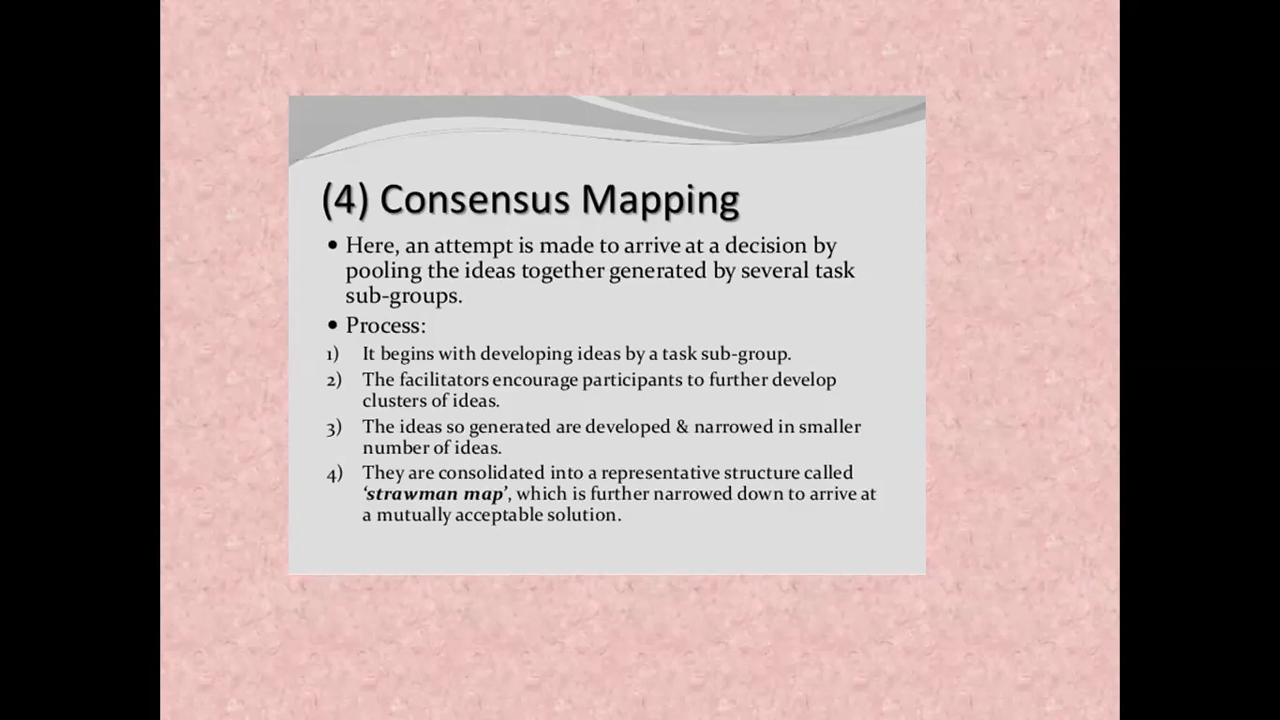 (4) Consensus Mapping
• Here, an attempt is made to arrive at a decision by
pooling the ideas together generated by several task
sub-groups.
• Process:
1) It begins with developing ideas by a task sub-group.
2) The facilitators encourage participants to further develop
clusters of ideas.
3) The ideas so generated are developed & narrowed in smaller
number of ideas.
4) They are consolidated into a representative structure called
‘strawman map’, which is further narrowed down to arrive at
a mutually acceptable solution.